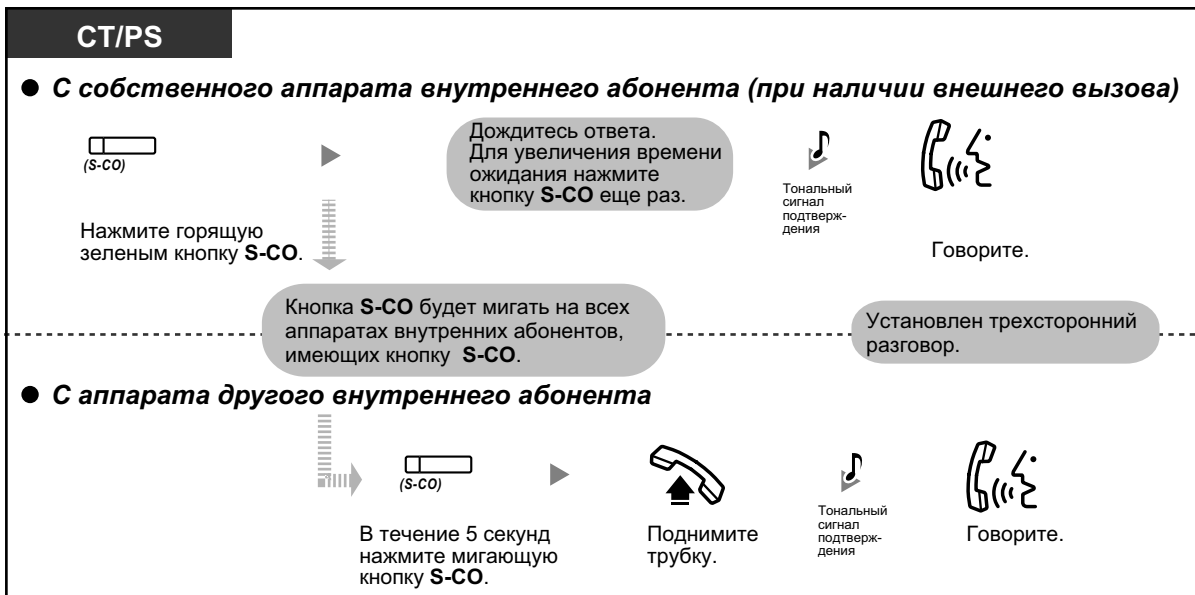 CT/PS
● С собственного аппарата внутреннего абонента (при наличии внешнего вызова)
(S-CO)
Дождитесь ответа.
Для увеличения времени
ожидания нажмите
кнопку S-CO еще раз.
Тональный
сигнал
подтверж-
дения
Нажмите горящую
зеленым кнопку S-CO.
Говорите.
Кнопка S-CO будет мигать на всех
аппаратах внутренних абонентов,
имеющих кнопку S-CO.
Установлен трехсторонний
разговор.
● С аппарата другого внутреннего абонента
(S-CO)
В течение 5 секунд
нажмите мигающую
кнопку S-CO.
Поднимите
трубку.
Тональный
сигнал
подтверж-
дения
Говорите.